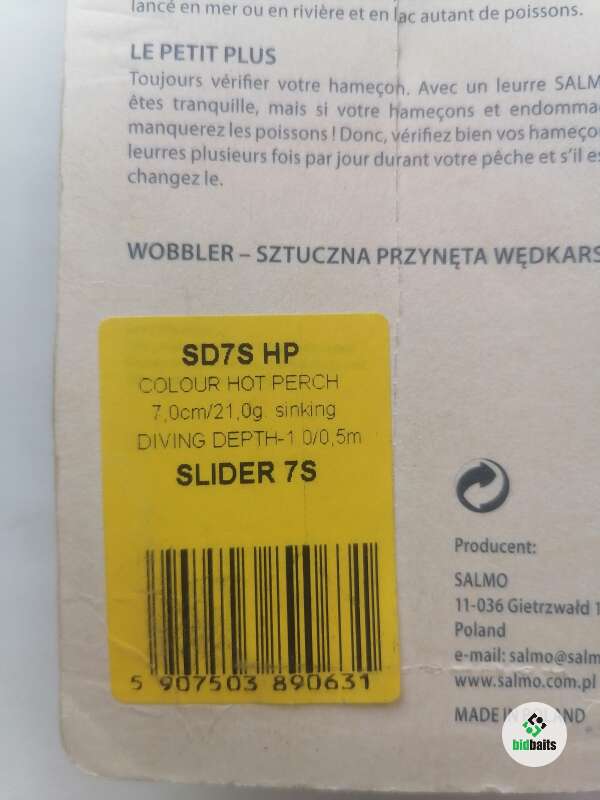 lancé en mer ou en rivière et en lac autant de poissons.
LE PETIT PLUS
Toujours vérifier votre hameçon. Avec un leurre SALM
êtes tranquille, mais si votre hameçons et endomma
manquerez les poissons ! Donc, vérifiez bien vos hameço
leurres plusieurs fois par jour durant votre pêche et s'il es
changez le.
WOBBLER – SZTUCZNA PRZYNĘTA WĘDKARS
SD7S HP
COLOUR HOT PERCH
7,0cm/21,0g. sinking
DIVING DEPTH-1 0/0,5m
SLIDER 7S
5 907503 890631
Producent:
SALMO
11-036 Gietrzwałd 1
Poland
e-mail: salmo@salm
www.salmo.com.pl
MADE IN POLAND
bidbaits